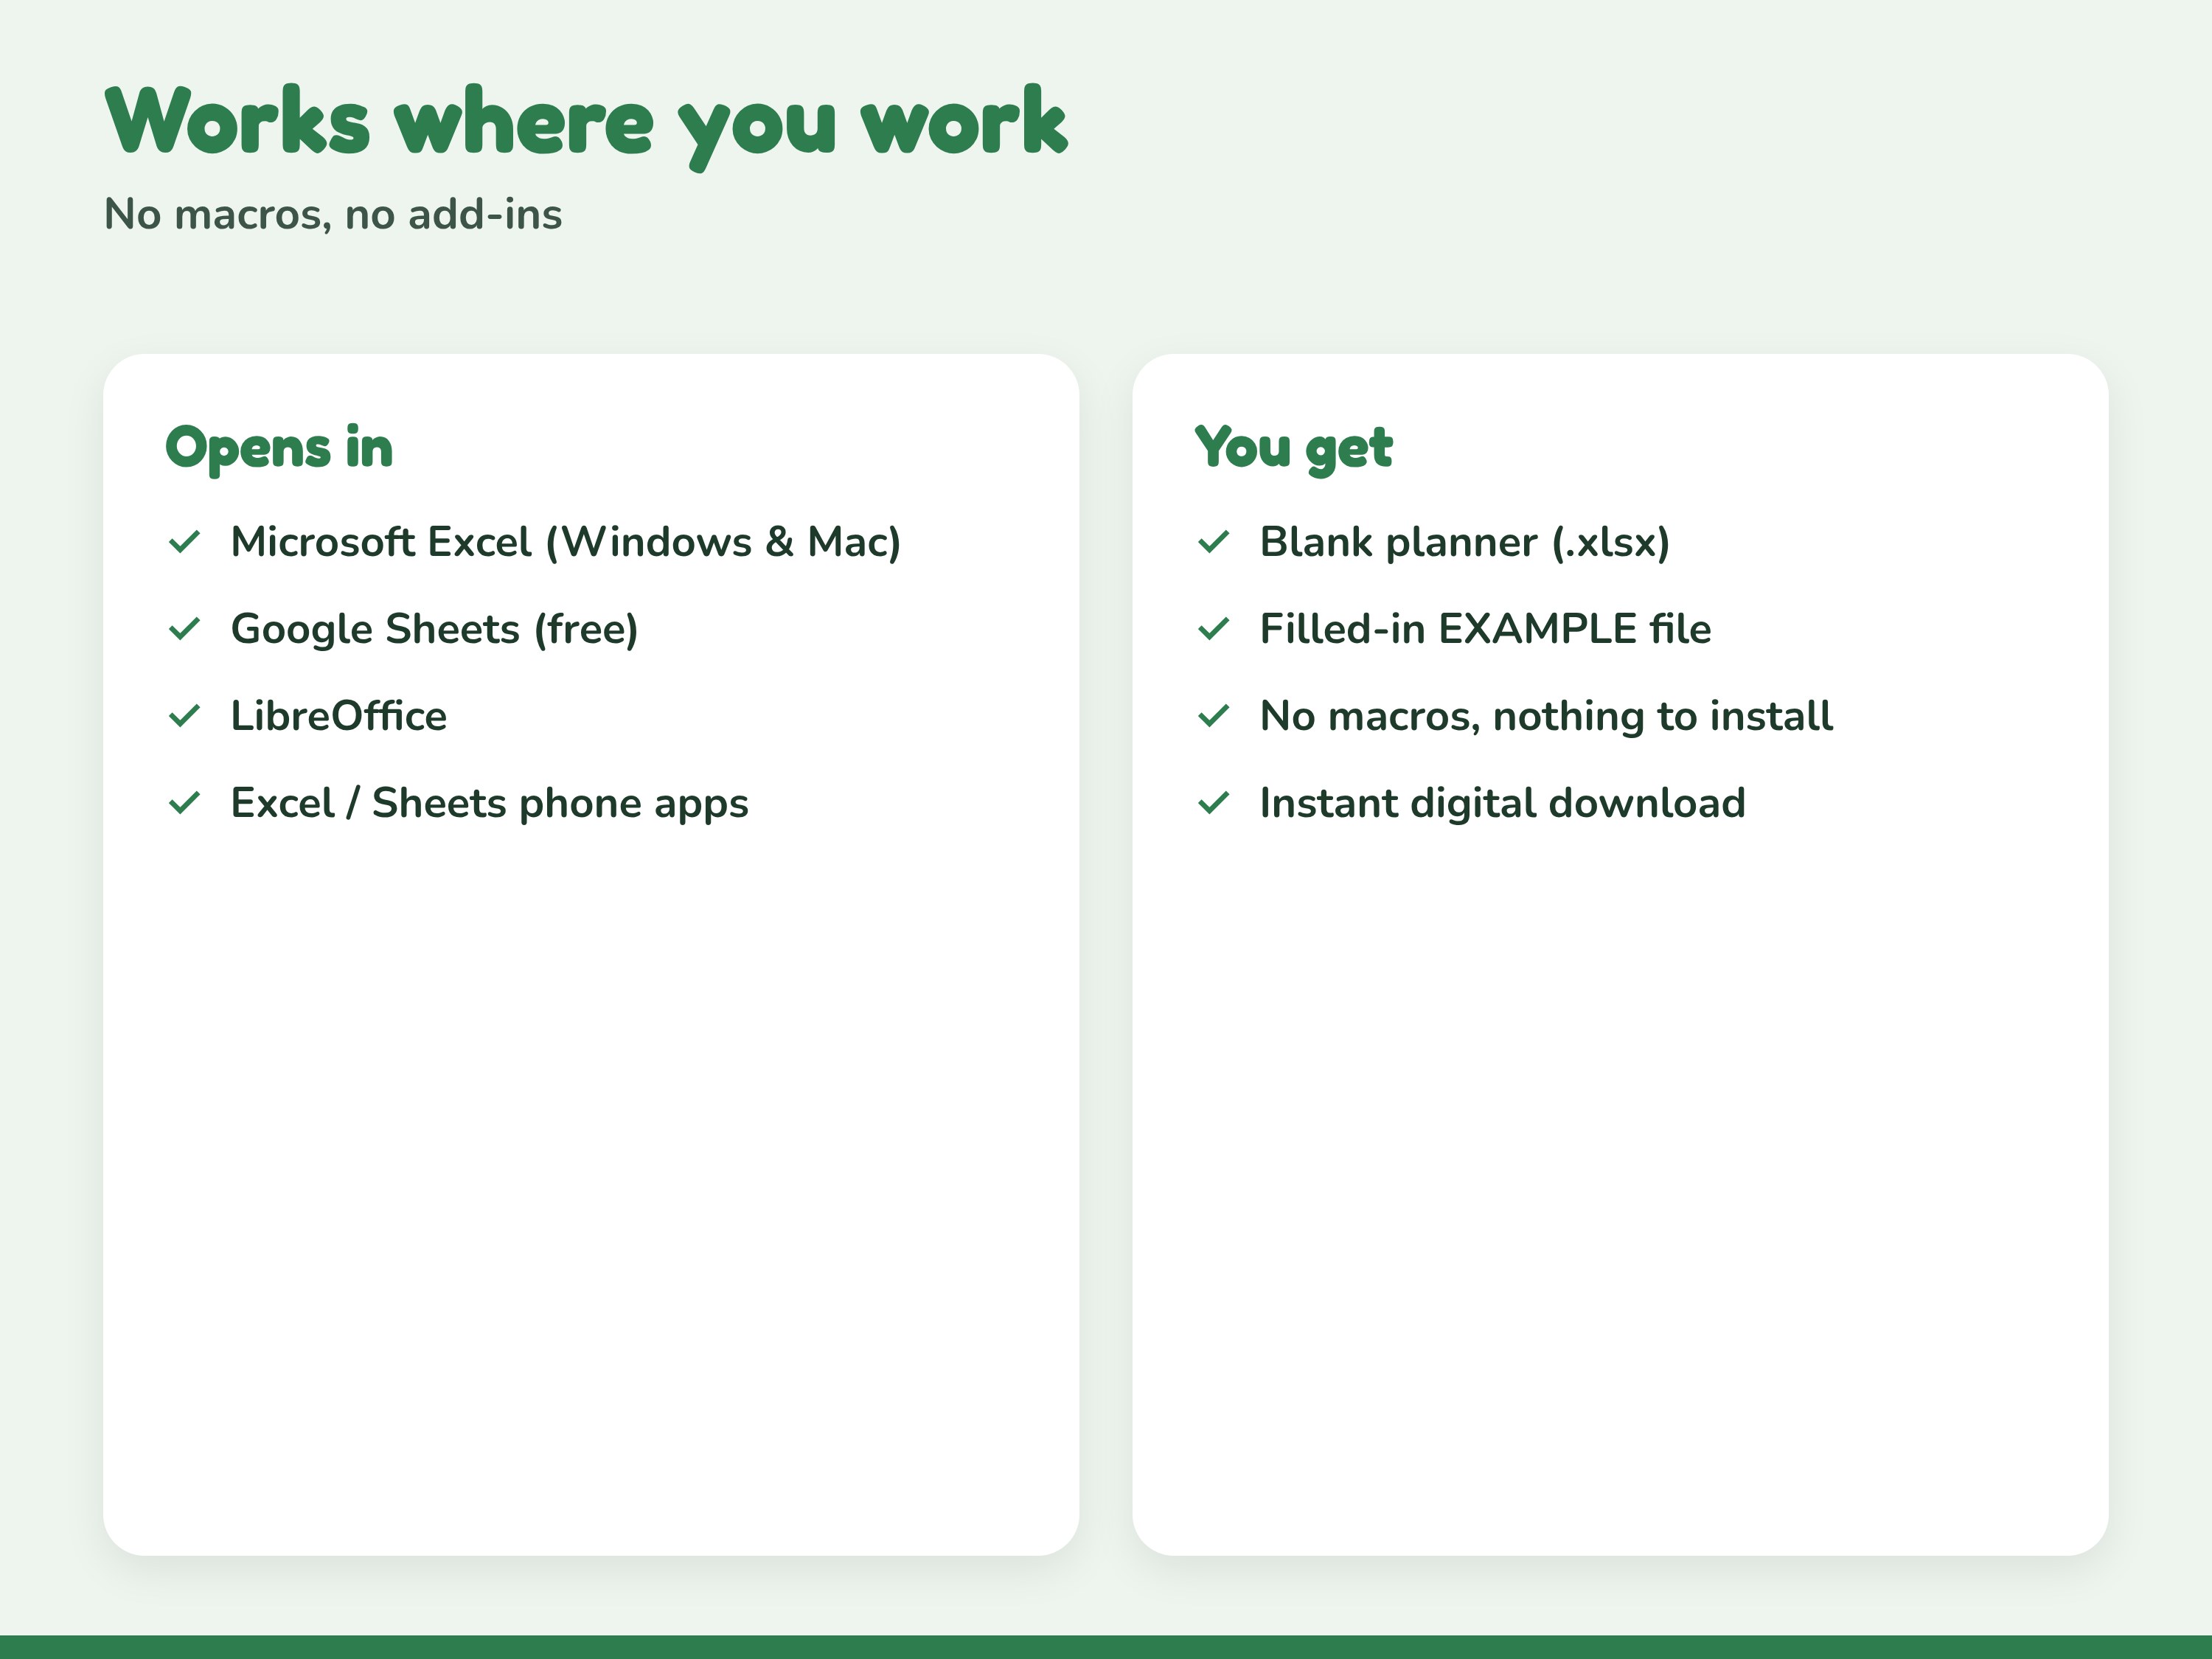 Works where you work
No macros, no add-ins
Opens in
Microsoft Excel (Windows & Mac)
Google Sheets (free)
LibreOffice
Excel / Sheets phone apps
You get
Blank planner (.xlsx)
Filled-in EXAMPLE file
No macros, nothing to install
Instant digital download